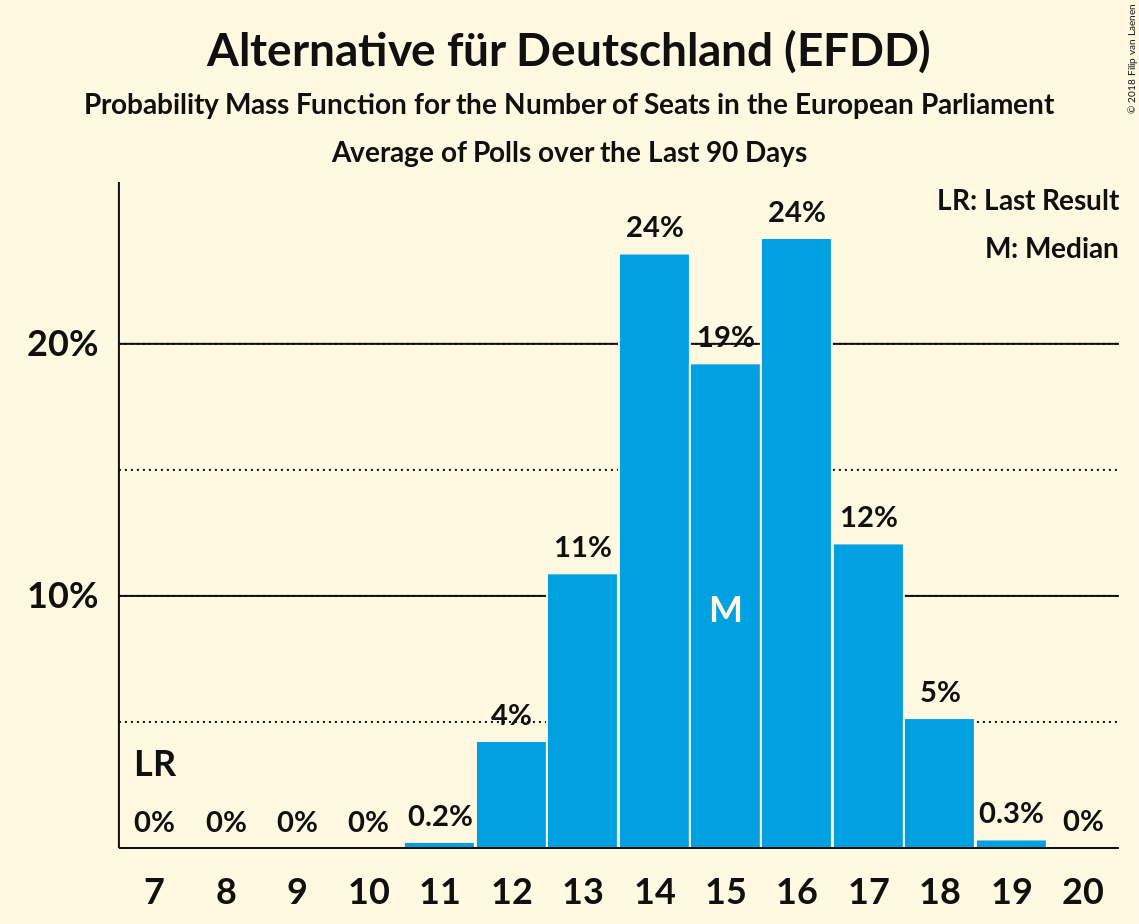 Alternative für Deutschland (EFDD)
Probability Mass Function for the Number of Seats in the European Parliament
Average of Polls over the Last 90 Days
© 2018 Filip van Laenen
LR: Last Result
M: Median
24%
24%
20%
19%
12%
11%
10%
M
5%
4%
LR
0%
0%
0%
0%
0.2%
0.3%
0%
7 8 9 10 11 12 13 14 15 16 17 18 19 20